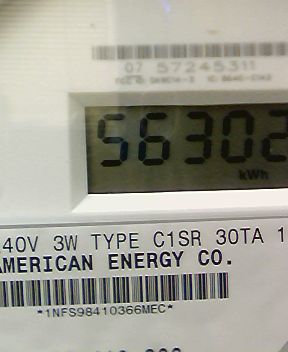 07 57245311
56302
kWh
40V 3W TYPE C1SR 30TA 1
AMERICAN ENERGY CO.
*1NFS98410366MEC*